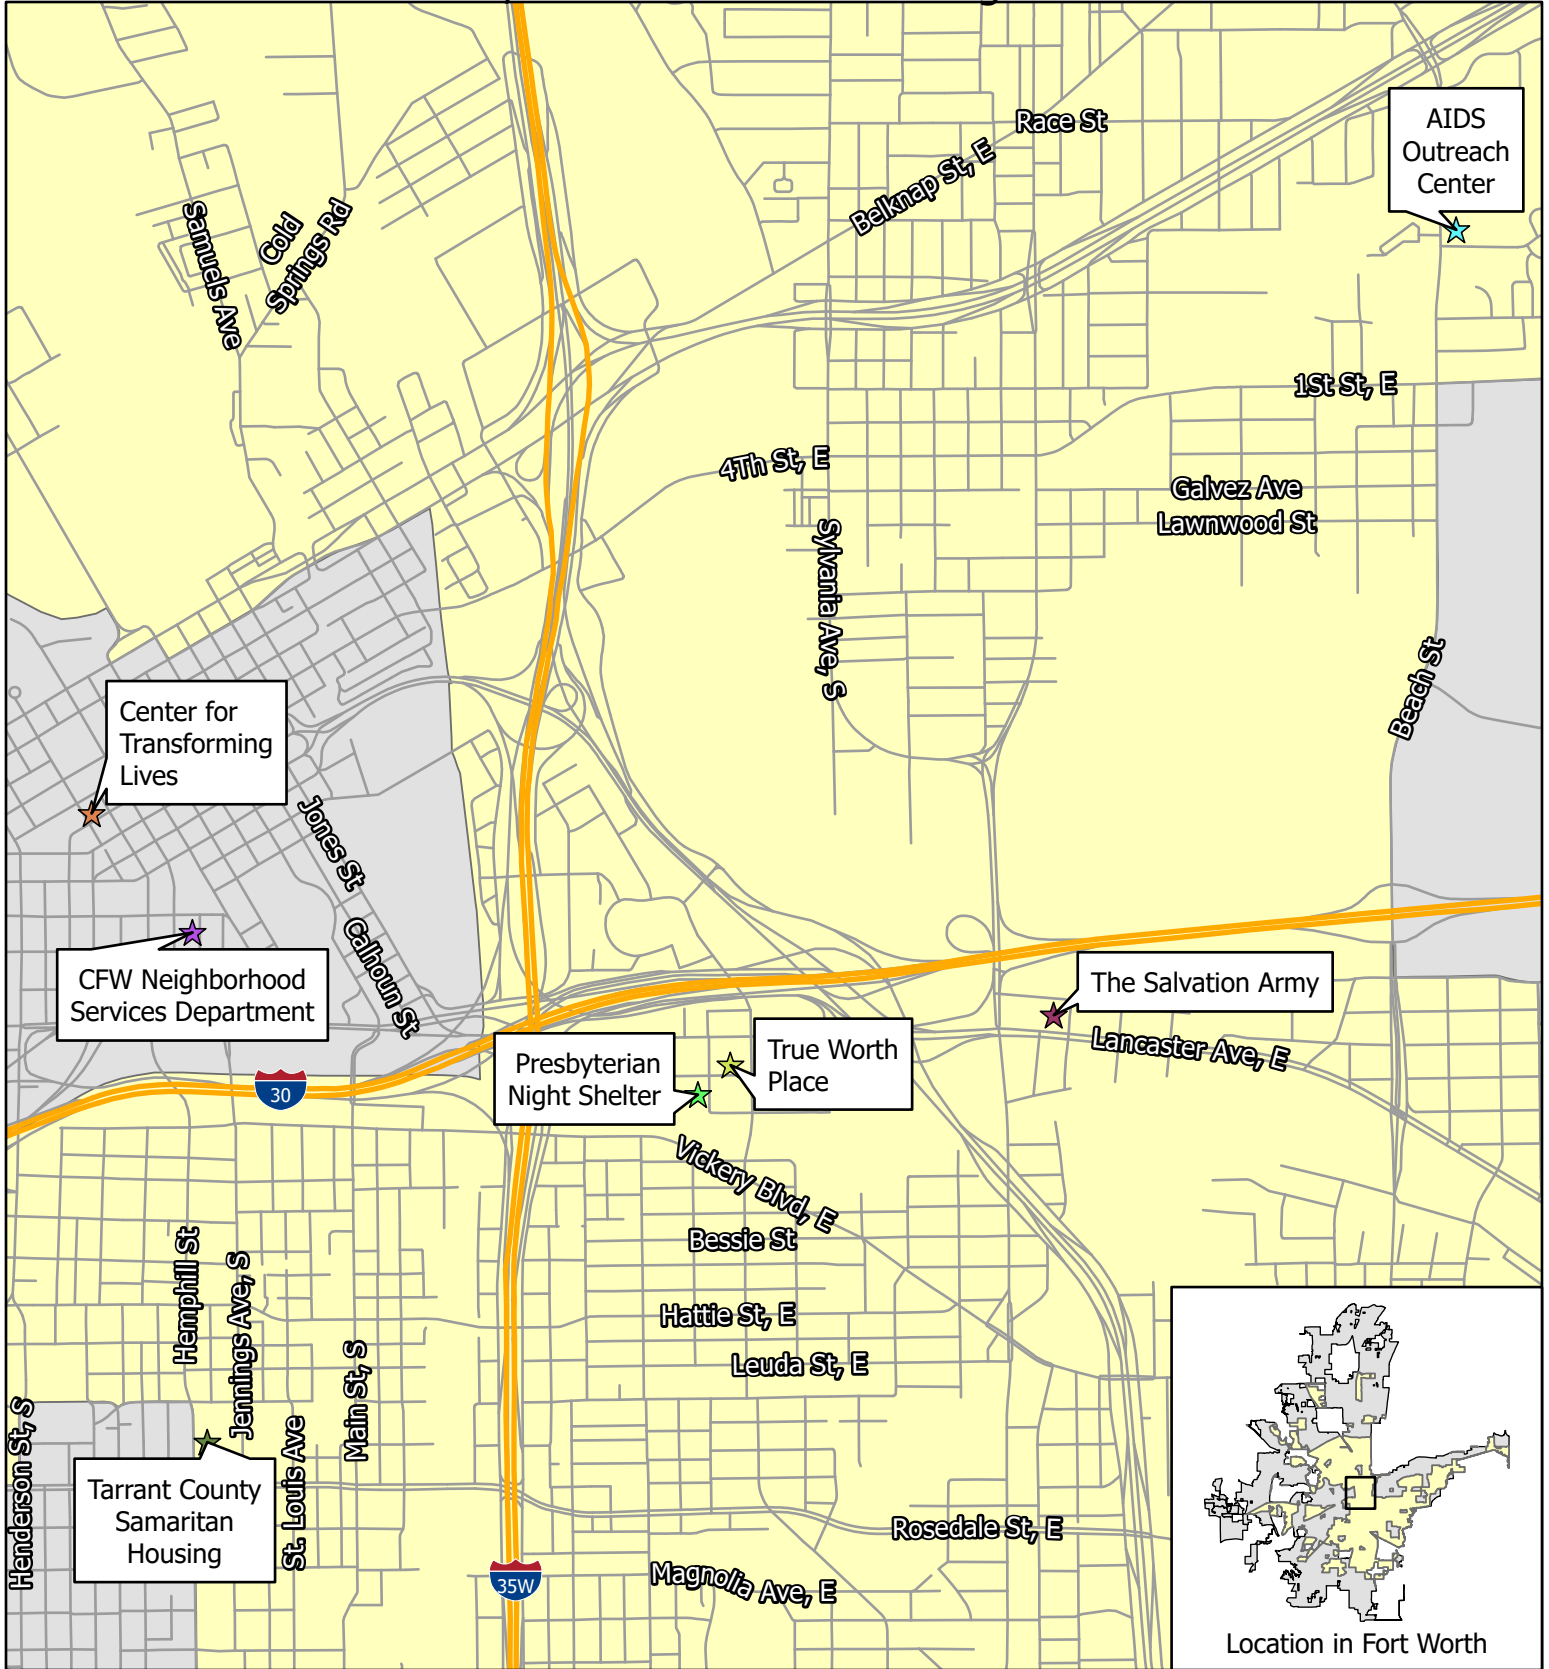 Race St
AIDS
Outreach
Center
Belknap St, E
Samuels Ave
Cold
Springs Rd
1St St, E
4Th St, E
Galvez Ave
Lawnwood St
Sylvania Ave, S
Beach St
Center for
Transforming
Lives
Jones St
Calhoun St
CFW Neighborhood
Services Department
The Salvation Army
Lancaster Ave, E
True Worth
Place
Presbyterian
Night Shelter
30
Vickery Blvd, E
Bessie St
Hemphill St
Jennings Ave, S
Hattie St, E
Main St, S
Leuda St, E
Henderson St, S
St. Louis Ave
Tarrant County
Samaritan
Housing
Rosedale St, E
35W
Magnolia Ave, E
Location in Fort Worth